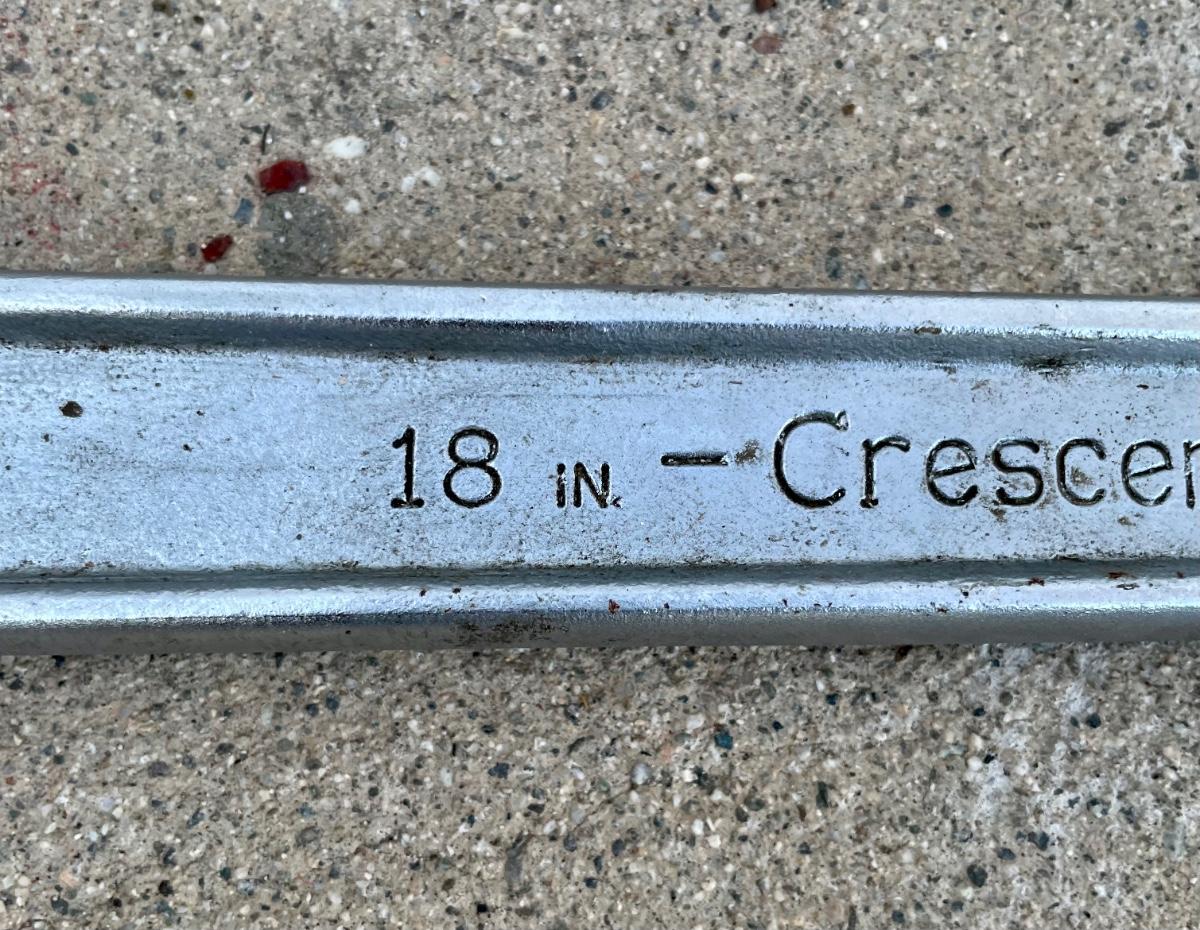 18 IN. - Crescen